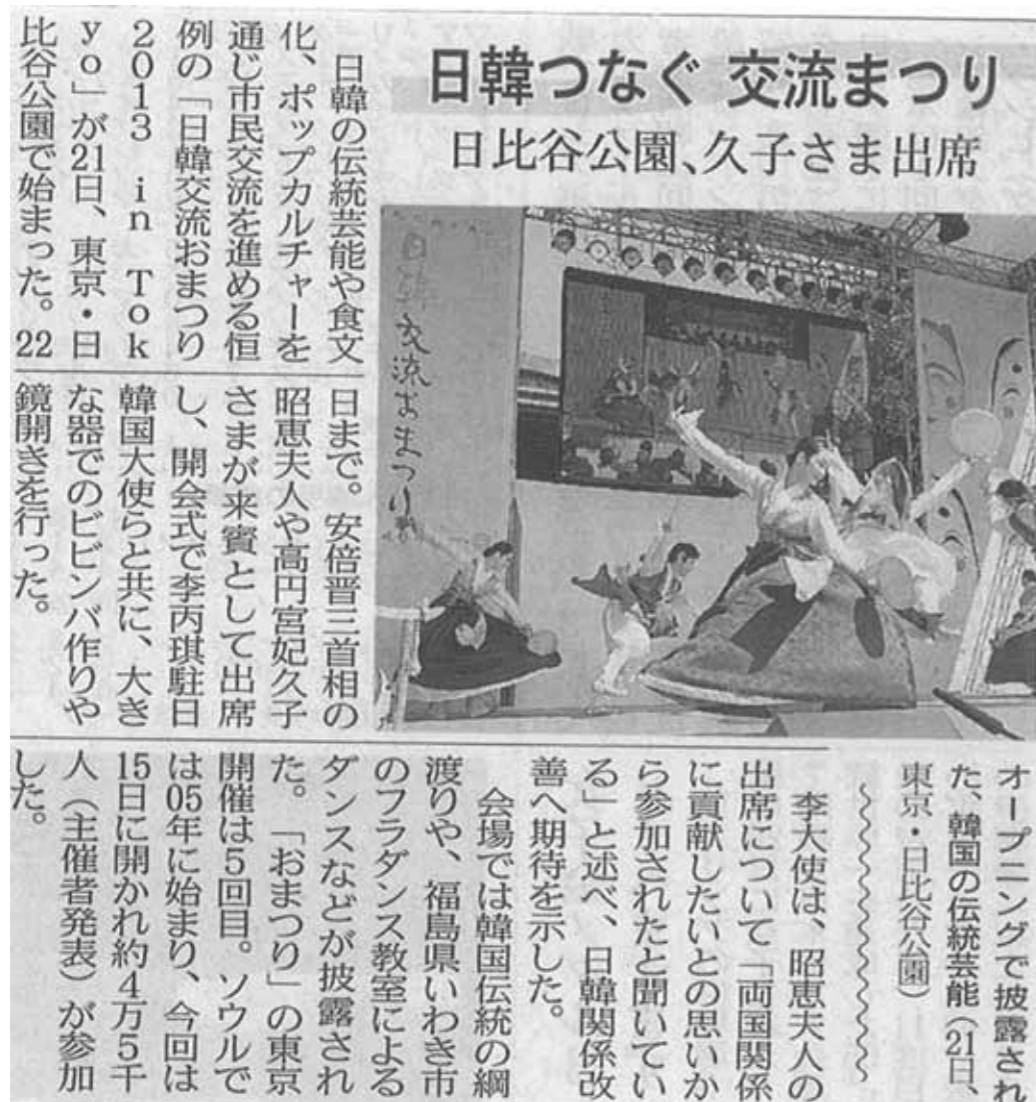 日韓つなぐ 交流まつり
日比谷公園、久子さま出席
日韓の伝統芸能や食文
化、ポップカルチャーを
通じ市民交流を進める恒
例の「日韓交流おまつり
2013 in Tok
yo」が21日、東京・日
比谷公園で始まった。22
日まで。安倍晋三首相の
昭恵夫人や高円宮妃久子
さまが来賓として出席
し、開会式で李丙琪駐日
韓国大使らと共に、大き
な器でのビビンバ作りや
鏡開きを行った。
日韓交流おまつり
オープニングで披露され
た、韓国の伝統芸能(21日、
東京・日比谷公園)
李大使は、昭恵夫人の
出席について「両国関係
に貢献したいとの思いか
ら参加されたと聞いてい
る」と述べ、日韓関係改
善へ期待を示した。
会場では韓国伝統の綱
渡りや、福島県いわき市
のフラダンス教室による
ダンスなどが披露され
た。「おまつり」の東京
開催は5回目。ソウルで
は05年に始まり、今回は
15日に開かれ約4万5千
人(主催者発表)が参加
した。